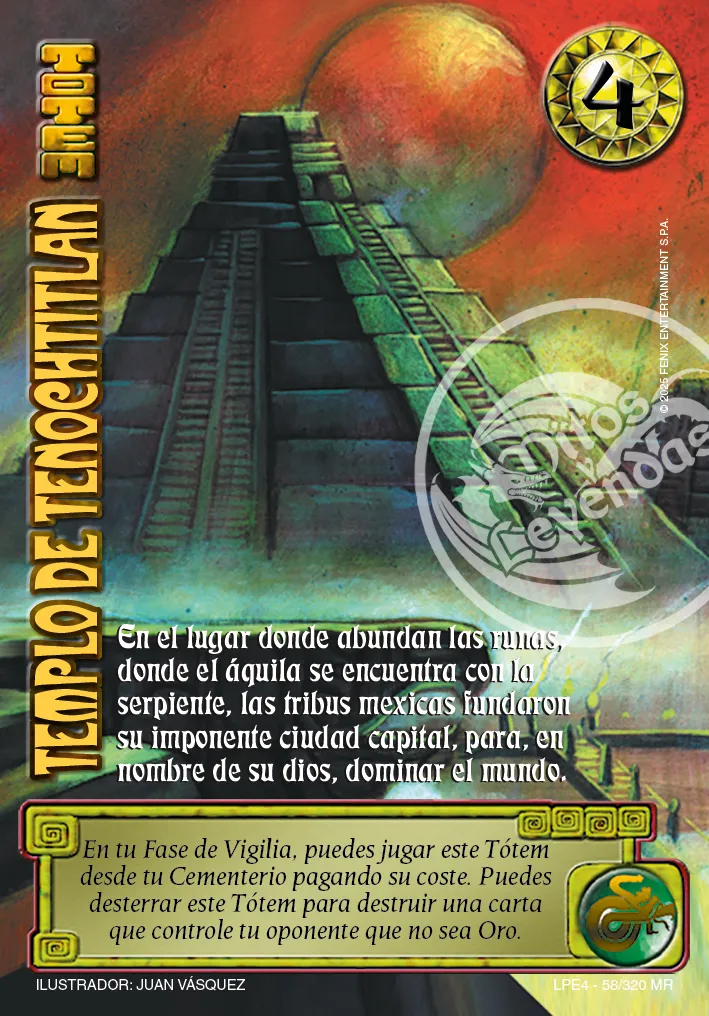 TÓTEM
4
TEMPLO DE TENOCHTITLAN
© 2025 FENIX ENTERTAINMENT S.P.A.
Mitos
y
Leyendas
En el lugar donde abundan las runas,
donde el áquila se encuentra con la
serpiente, las tribus mexicas fundaron
su imponente ciudad capital, para, en
nombre de su dios, dominar el mundo.
En tu Fase de Vigilia, puedes jugar este Tótem
desde tu Cementerio pagando su coste. Puedes
desterrar este Tótem para destruir una carta
que controle tu oponente que no sea Oro.
ILUSTRADOR: JUAN VÁSQUEZ
LPE4 - 58/320 MR